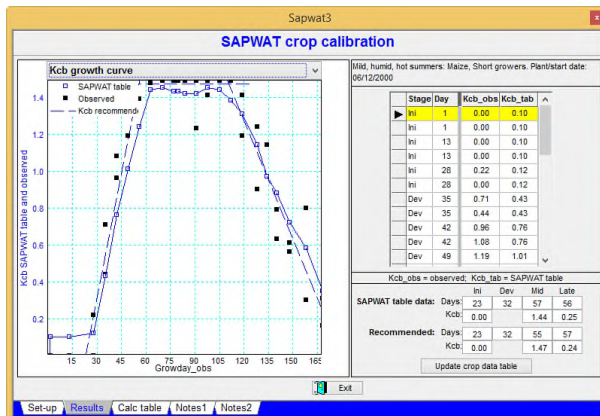 Sapwat3
x
SAPWAT crop calibration
Kcb growth curve
SAPWAT table
Observed
Kcb recommend
Kcb SAPWAT table and observed
1.4
1.2
1.0
0.8
0.6
0.4
0.2
15 30 45 60 75 90 105 120 135 150 165
Growday_obs
Mild, humid, hot summers: Maize, Short growers. Plant/start date:
06/12/2000
Stage Day Kcb_obs Kcb_tab
Ini 1 0.00 0.10
Ini 1 0.00 0.10
Ini 13 0.00 0.10
Ini 13 0.00 0.10
Ini 28 0.22 0.12
Ini 28 0.00 0.12
Dev 35 0.71 0.43
Dev 35 0.44 0.43
Dev 42 0.96 0.76
Dev 42 1.08 0.76
Dev 49 1.19 1.01
Kcb_obs = observed; Kcb_tab = SAPWAT table
Ini Dev Mid Late
SAPWAT table data: Days: 23 32 57 56
Kcb: 0.00 1.44 0.25
Recommended: Days: 23 32 55 57
Kcb: 0.00 1.47 0.24
Update crop data table
Exit
Set-up Results Calc table Notes1 Notes2